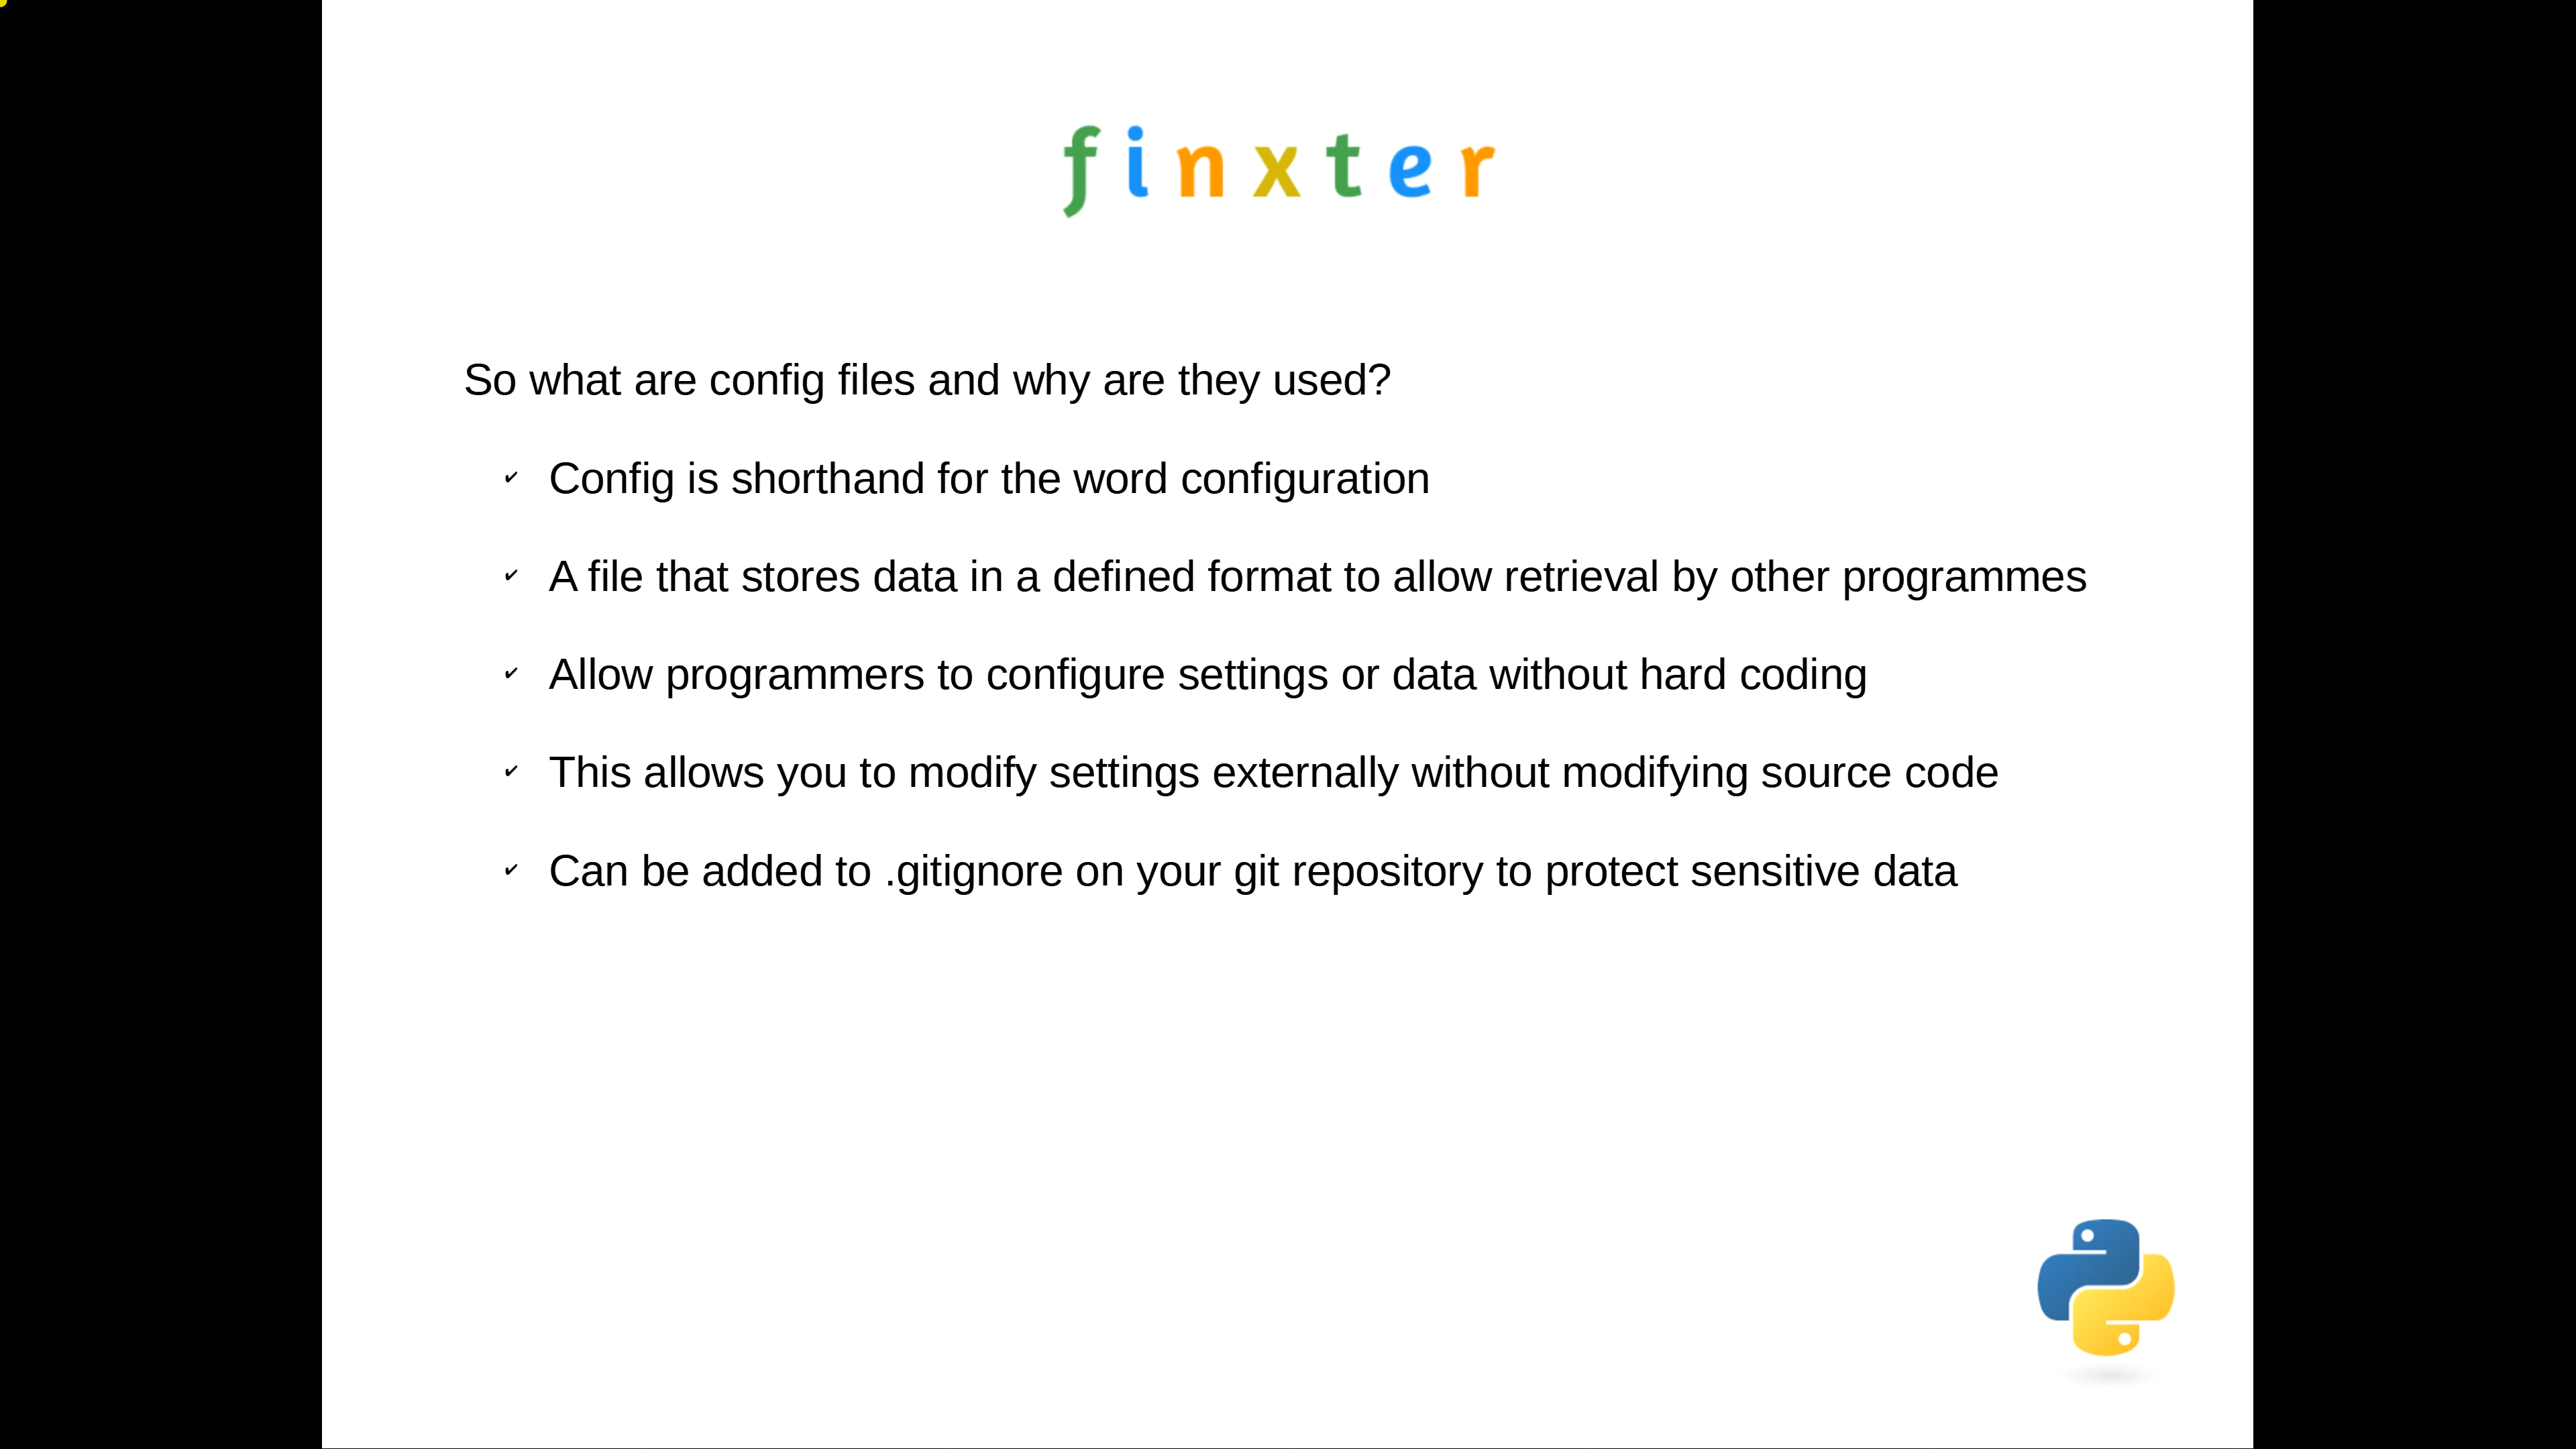 finxter
So what are config files and why are they used?
✔ Config is shorthand for the word configuration
✔ A file that stores data in a defined format to allow retrieval by other programmes
✔ Allow programmers to configure settings or data without hard coding
✔ This allows you to modify settings externally without modifying source code
✔ Can be added to .gitignore on your git repository to protect sensitive data